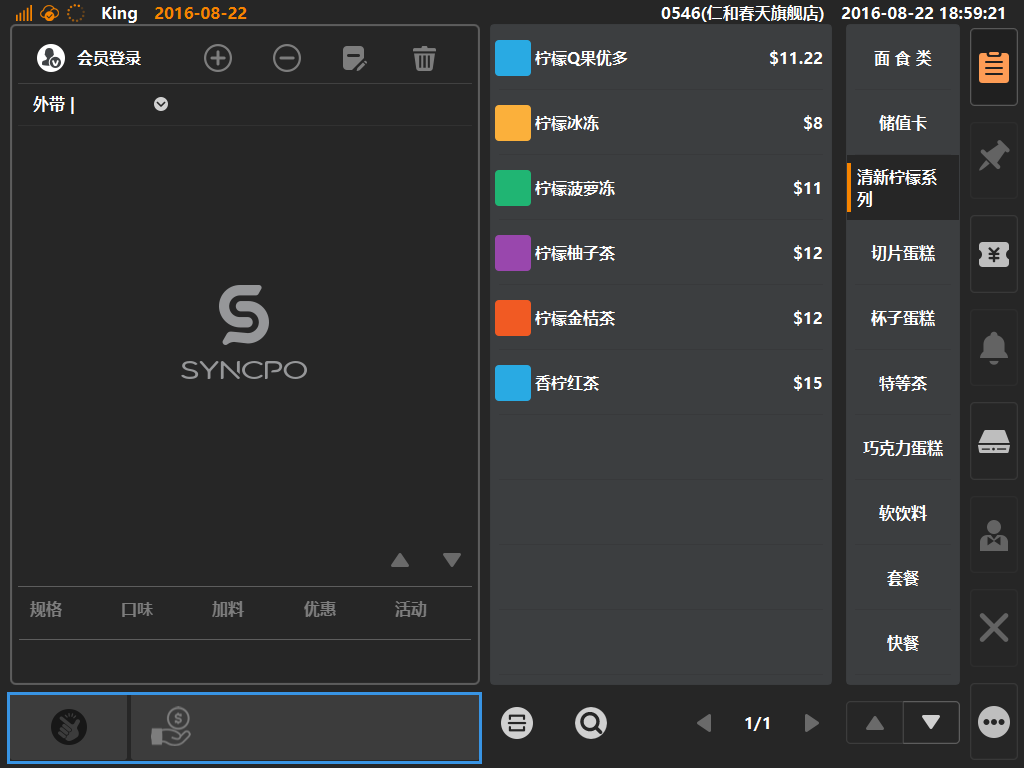 King 2016-08-22 0546(仁和春天旗舰店) 2016-08-22 18:59:21
会员登录
外带 |
SYNCPO
规格 口味 加料 优惠 活动
柠檬Q果优多 $11.22
柠檬冰冻 $8
柠檬菠萝冻 $11
柠檬柚子茶 $12
柠檬金桔茶 $12
香柠红茶 $15
1/1
面 食 类
储值卡
清新柠檬系
列
切片蛋糕
杯子蛋糕
特等茶
巧克力蛋糕
软饮料
套餐
快餐
¥
$